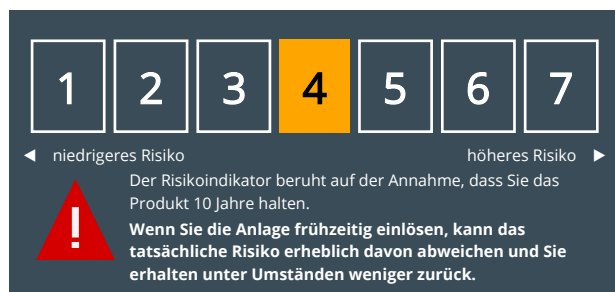 1 2 3 4 5 6 7
niedrigeres Risiko höheres Risiko
Der Risikoindikator beruht auf der Annahme, dass Sie das
Produkt 10 Jahre halten.
Wenn Sie die Anlage frühzeitig einlösen, kann das
tatsächliche Risiko erheblich davon abweichen und Sie
erhalten unter Umständen weniger zurück.
!